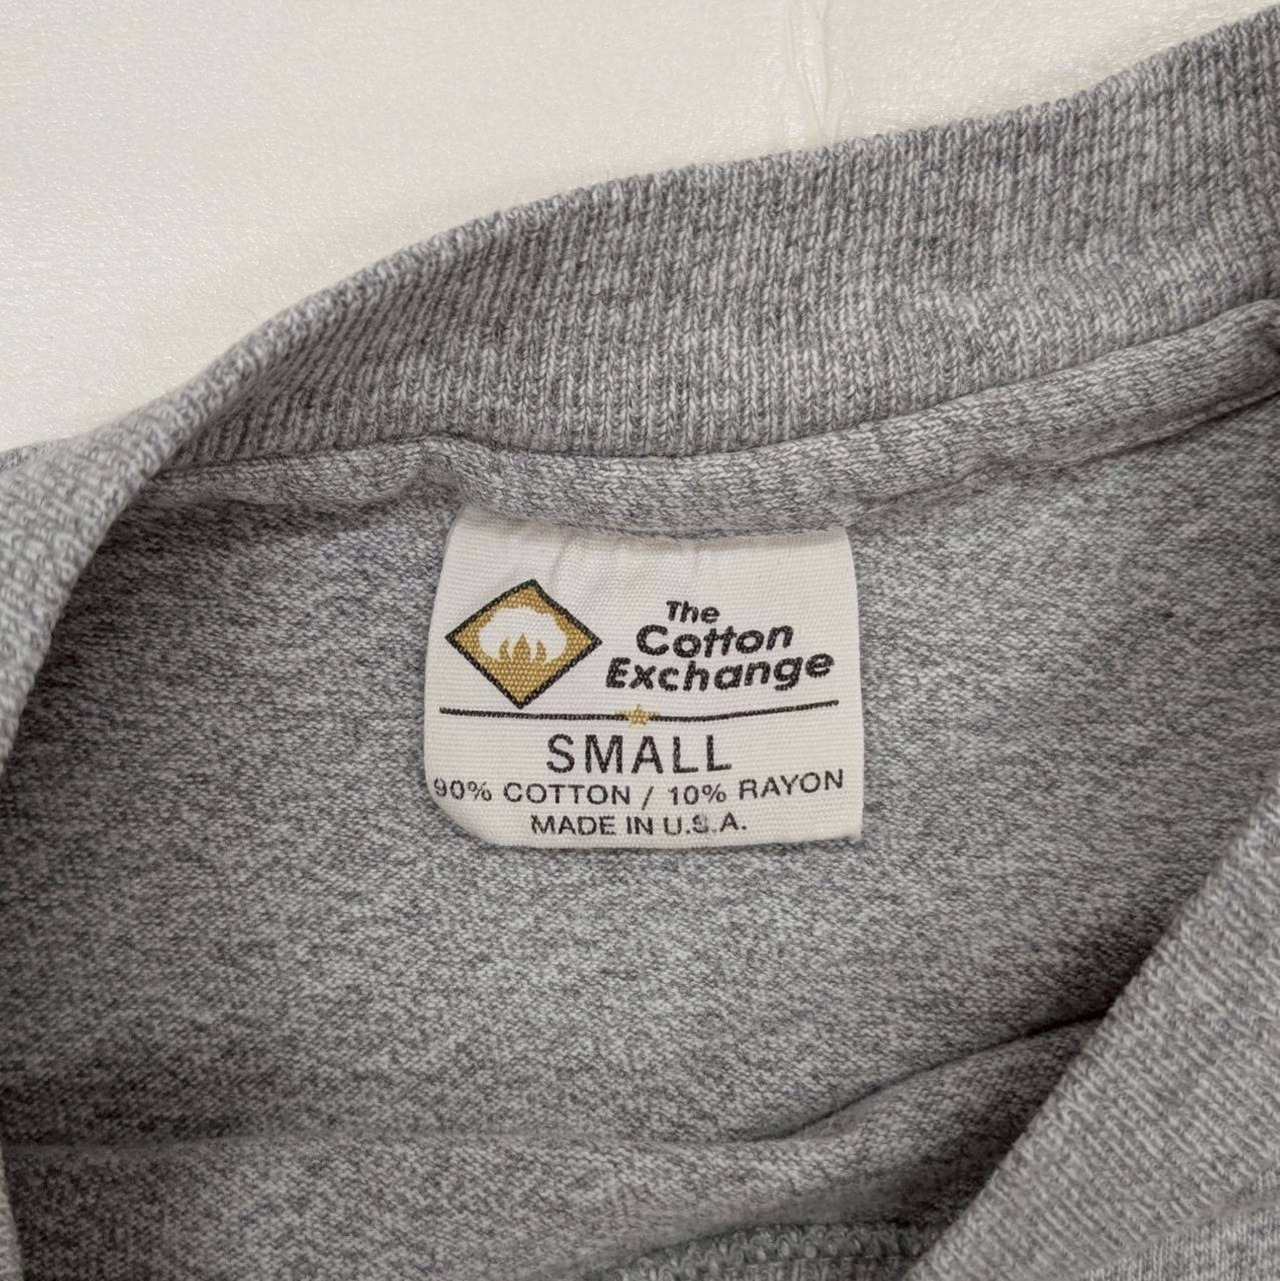 The
Cotton
Exchange
SMALL
90% COTTON / 10% RAYON
MADE IN U.S.A.